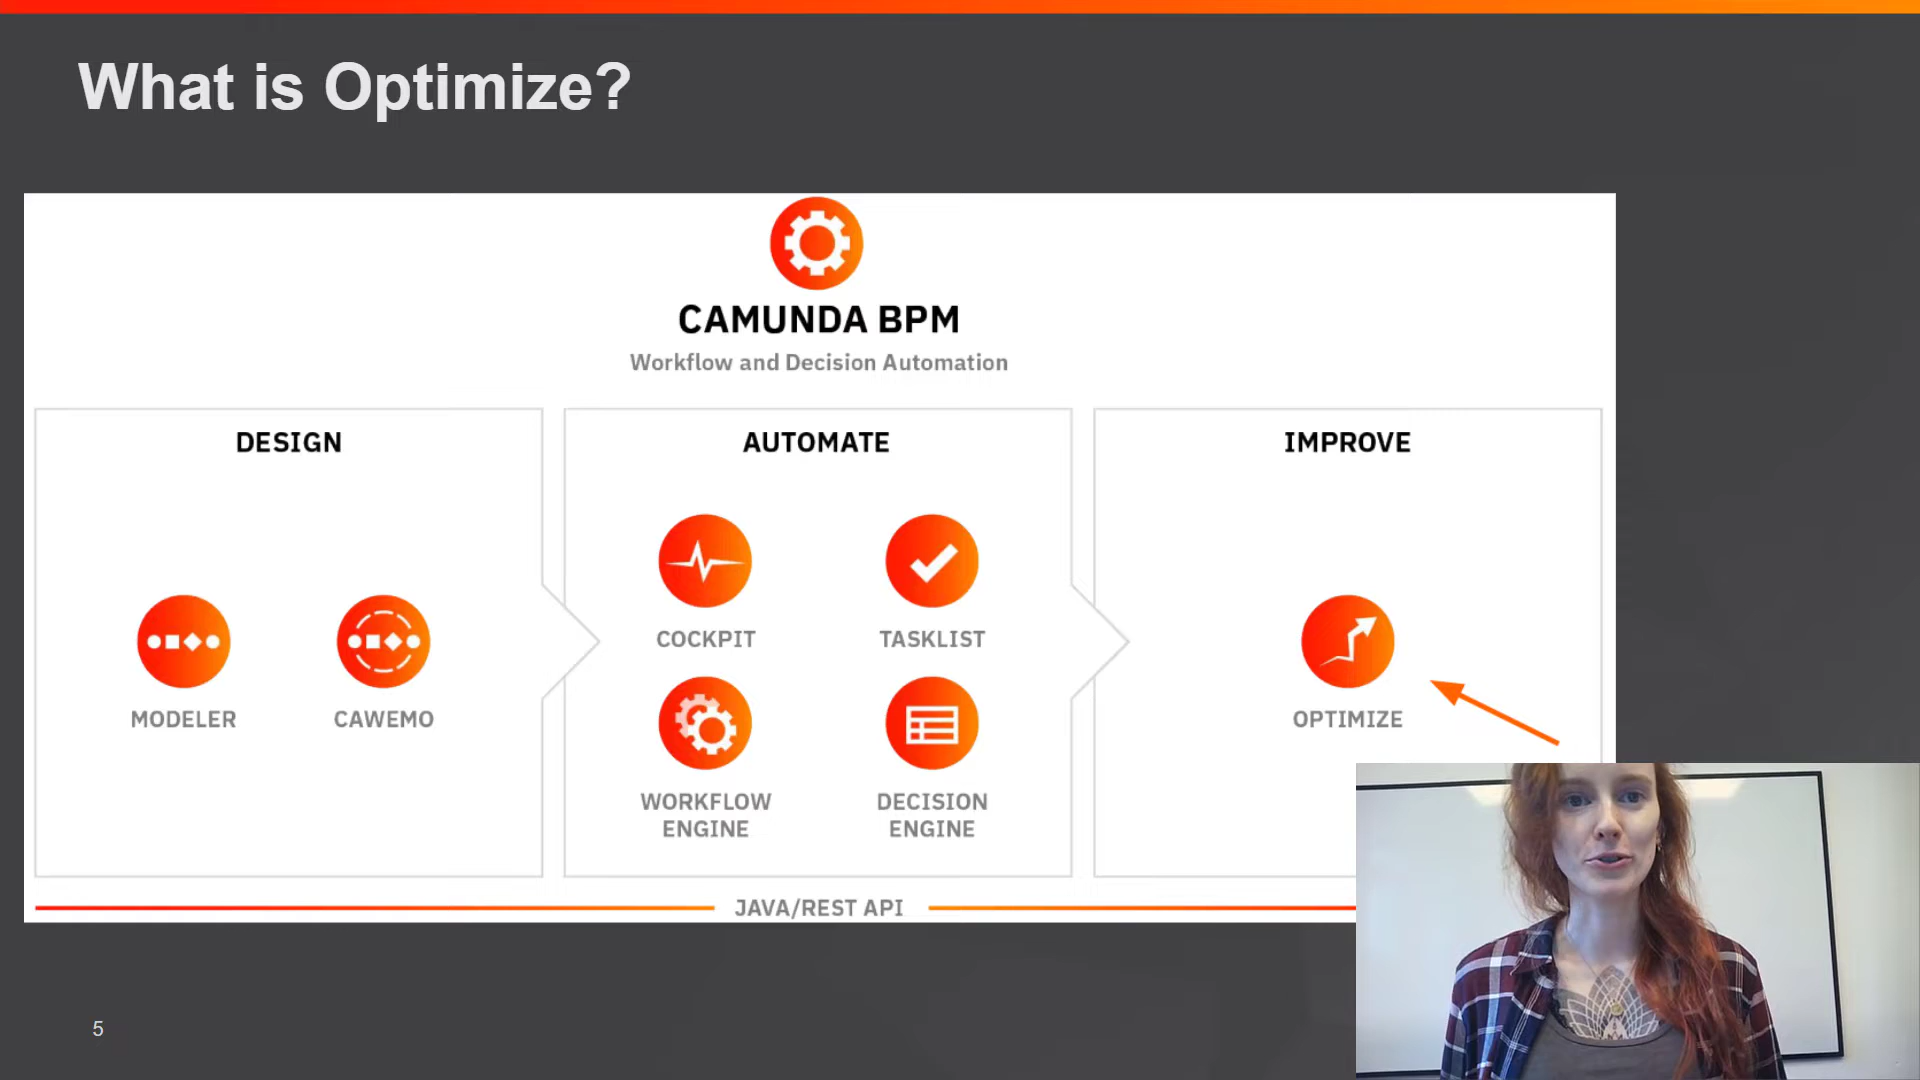 What is Optimize?
CAMUNDA BPM
Workflow and Decision Automation
DESIGN
MODELER
CAWEMO
AUTOMATE
COCKPIT
TASKLIST
WORKFLOW
ENGINE
DECISION
ENGINE
IMPROVE
OPTIMIZE
JAVA/REST API
5